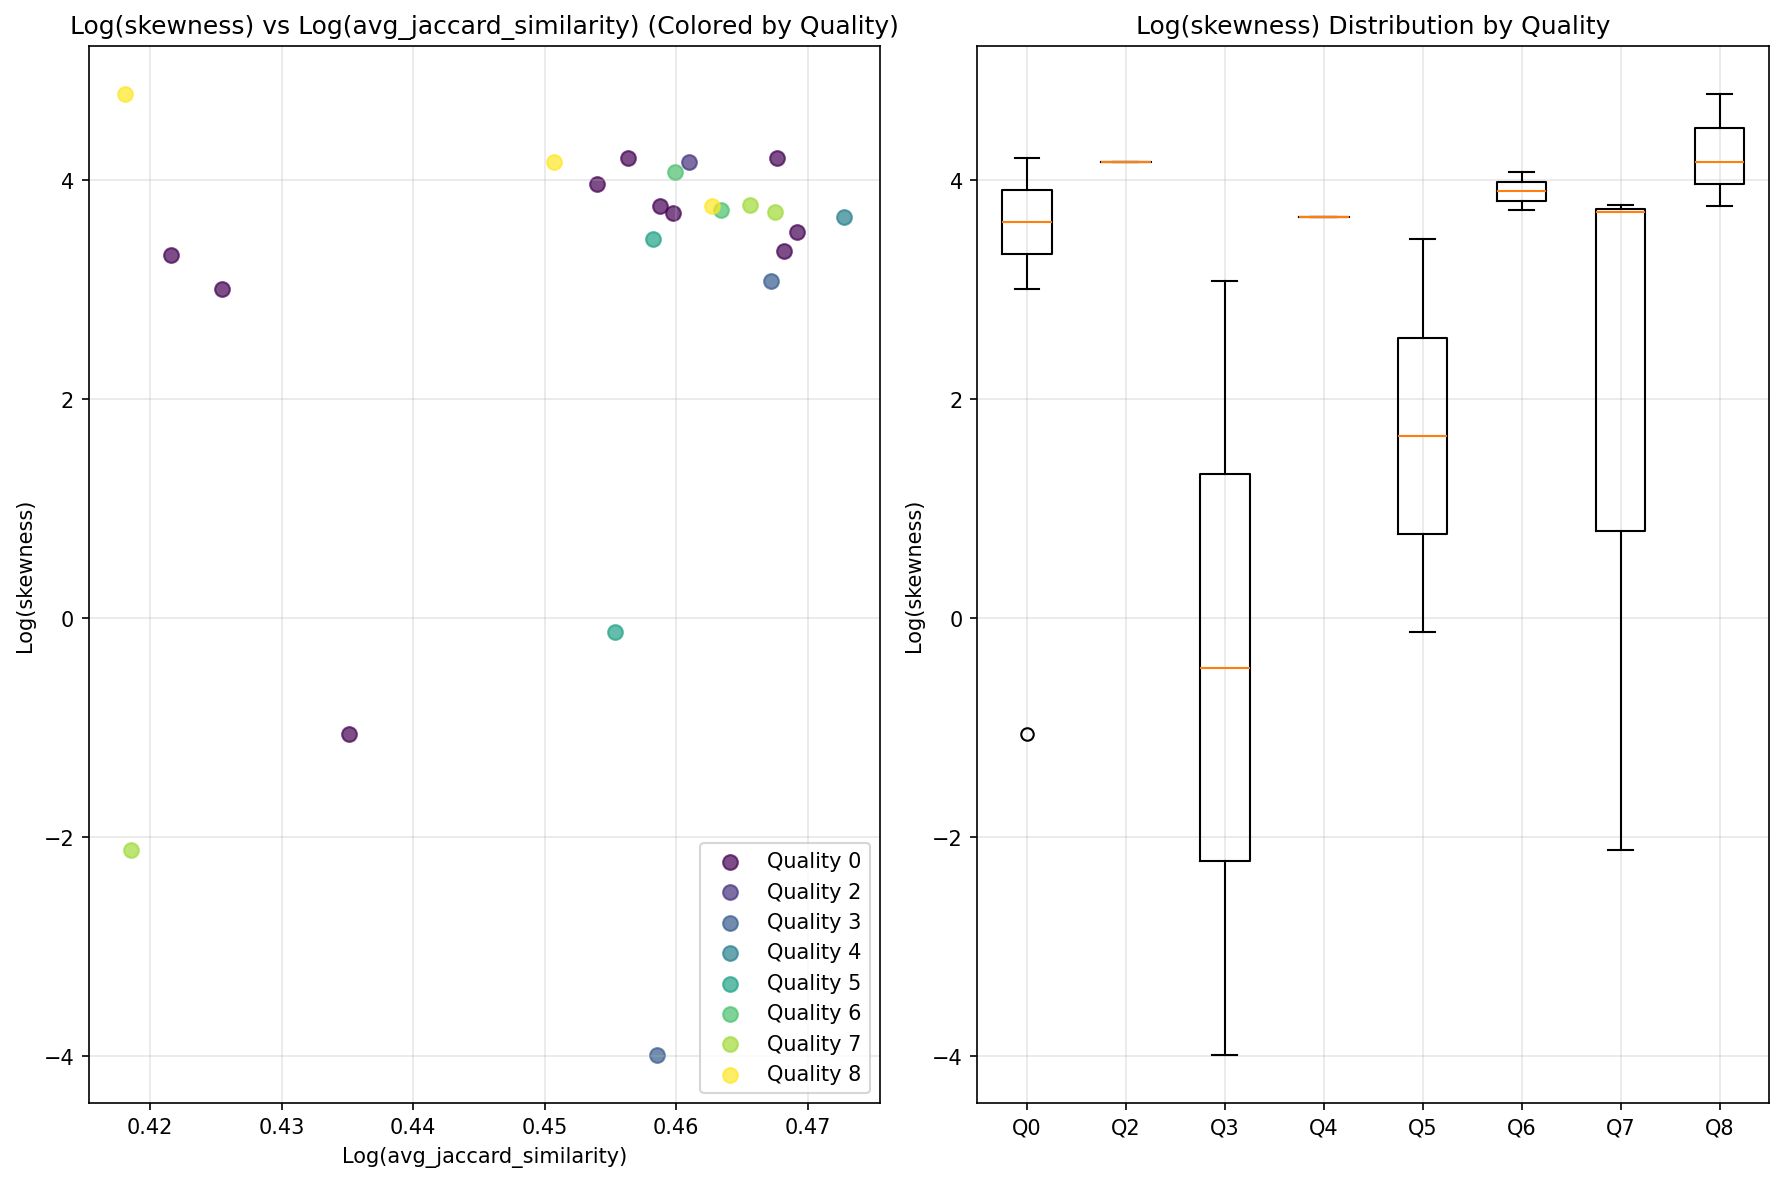 Log(skewness) vs Log(avg_jaccard_similarity) (Colored by Quality)
Log(skewness)
4
2
0
−2
−4
0.42 0.43 0.44 0.45 0.46 0.47
Log(avg_jaccard_similarity)
Quality 0
Quality 2
Quality 3
Quality 4
Quality 5
Quality 6
Quality 7
Quality 8
Log(skewness) Distribution by Quality
Log(skewness)
4
2
0
−2
−4
Q0 Q2 Q3 Q4 Q5 Q6 Q7 Q8